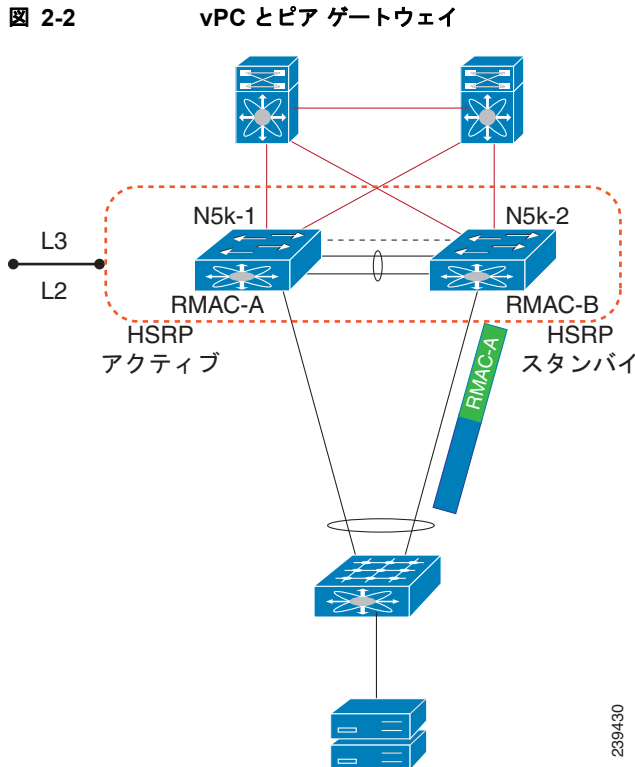 図 2-2 vPC とピア ゲートウェイ
N5k-1
N5k-2
L3
L2
RMAC-A
RMAC-B
HSRP
アクティブ
HSRP
スタンバイ
RMAC-A
239430